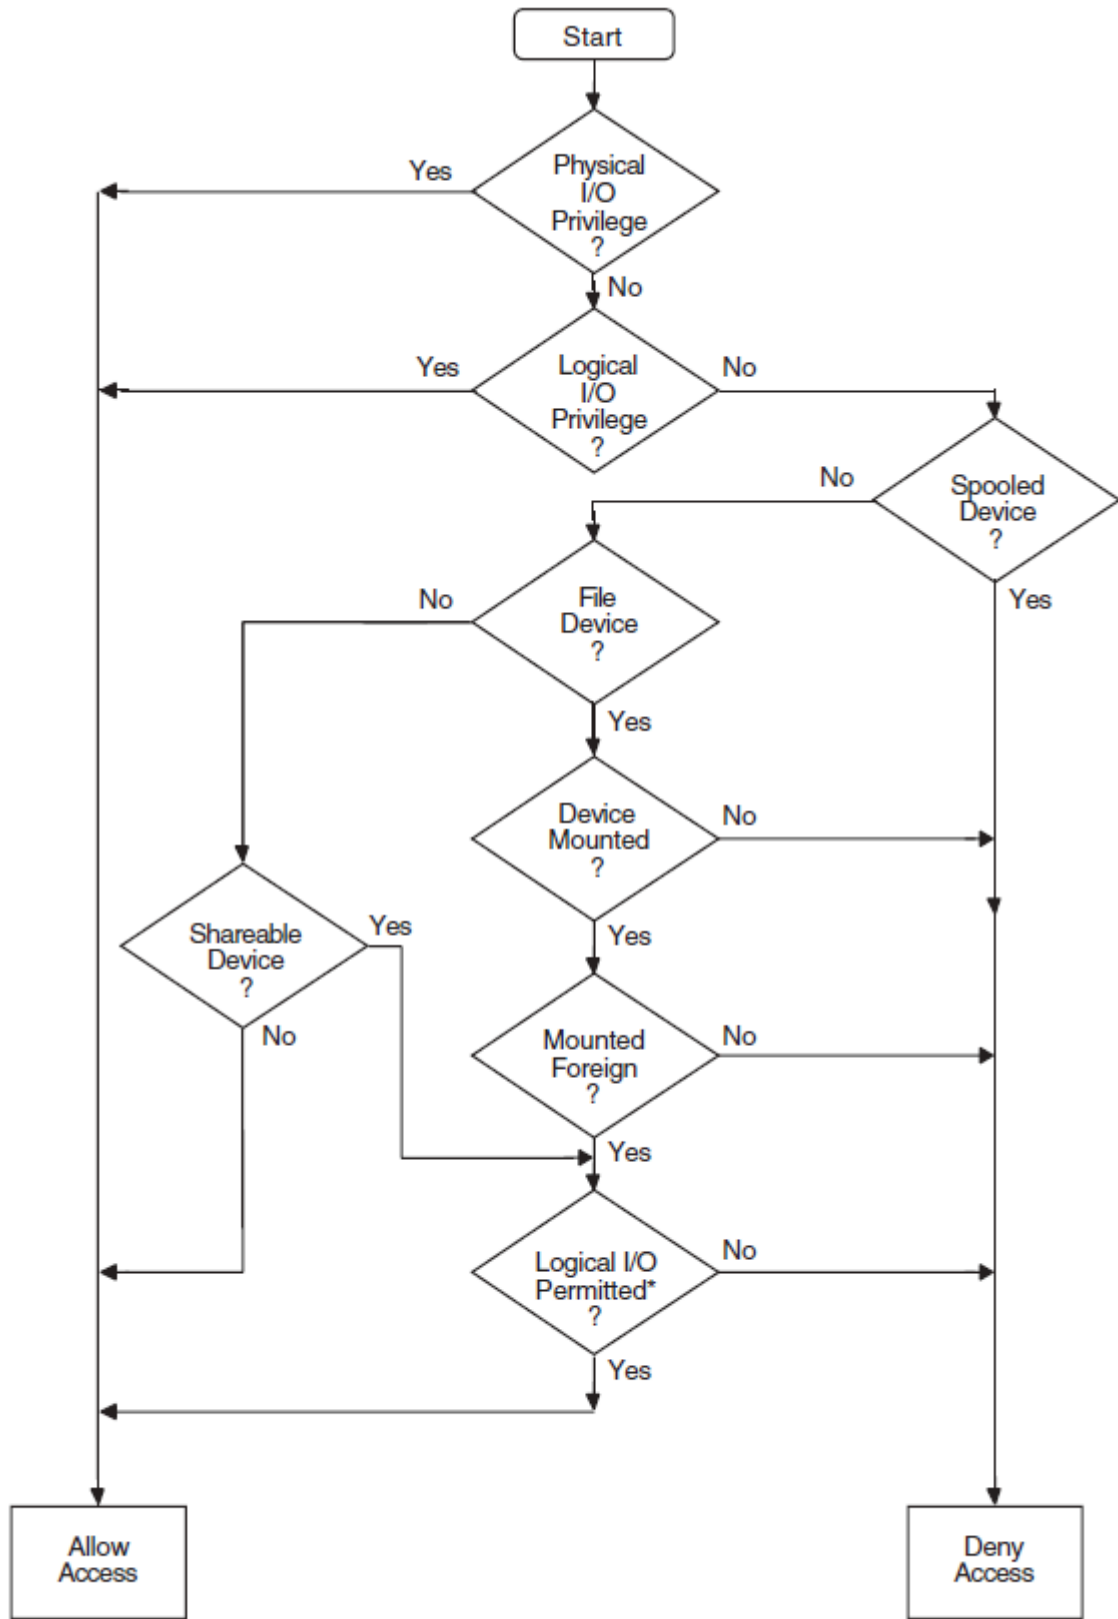 Start
Yes
Physical
I/O
Privilege
?
No
Yes
Logical
I/O
Privilege
?
No
No
Spooled
Device
?
Yes
No
File
Device
?
Yes
Device
Mounted
?
No
Yes
Shareable
Device
?
Yes
No
Mounted
Foreign
?
No
Yes
Logical I/O
Permitted*
?
No
Yes
Allow
Access
Deny
Access